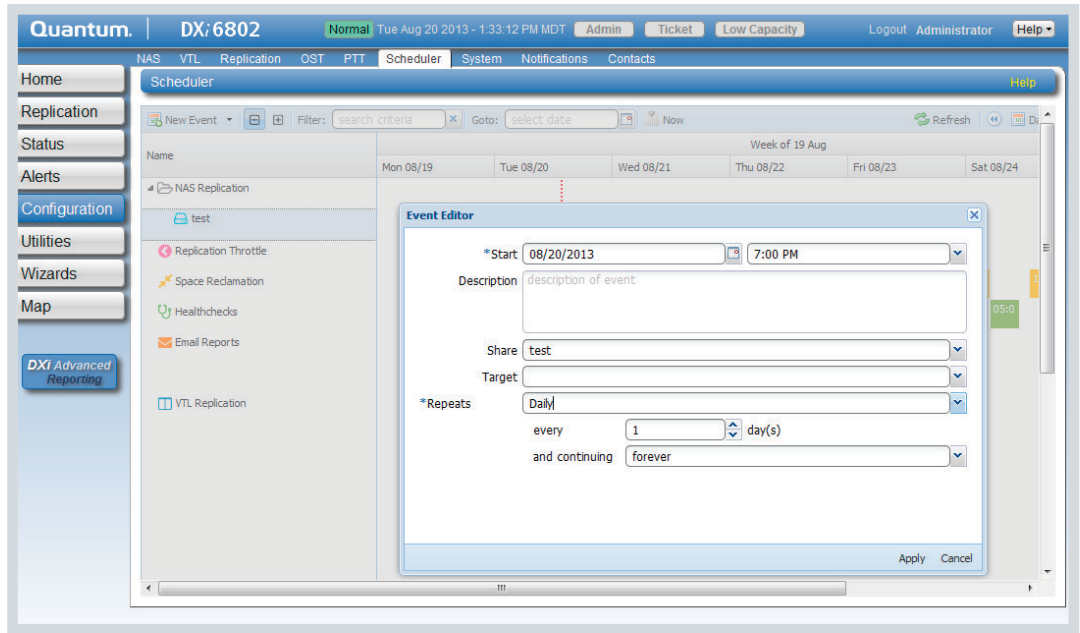 Quantum. DXi 6802 Normal Tue Aug 20 2013 - 1:33:12 PM MDT Admin Ticket Low Capacity Logout Administrator Help
NAS VTL Replication OST PTT Scheduler System Notifications Contacts
Home
Replication
Status
Alerts
Configuration
Utilities
Wizards
Map
DXi Advanced
Reporting
Scheduler Help
New Event Filter: search criteria Goto: select date Now Refresh
Name Week of 19 Aug
Mon 08/19 Tue 08/20 Wed 08/21 Thu 08/22 Fri 08/23 Sat 08/24
NAS Replication
test
Replication Throttle
Space Reclamation
Healthchecks
05:0
Email Reports
VTL Replication
Event Editor
*Start 08/20/2013 7:00 PM
Description description of event
Share test
Target
*Repeats Daily
every 1 day(s)
and continuing forever
Apply Cancel